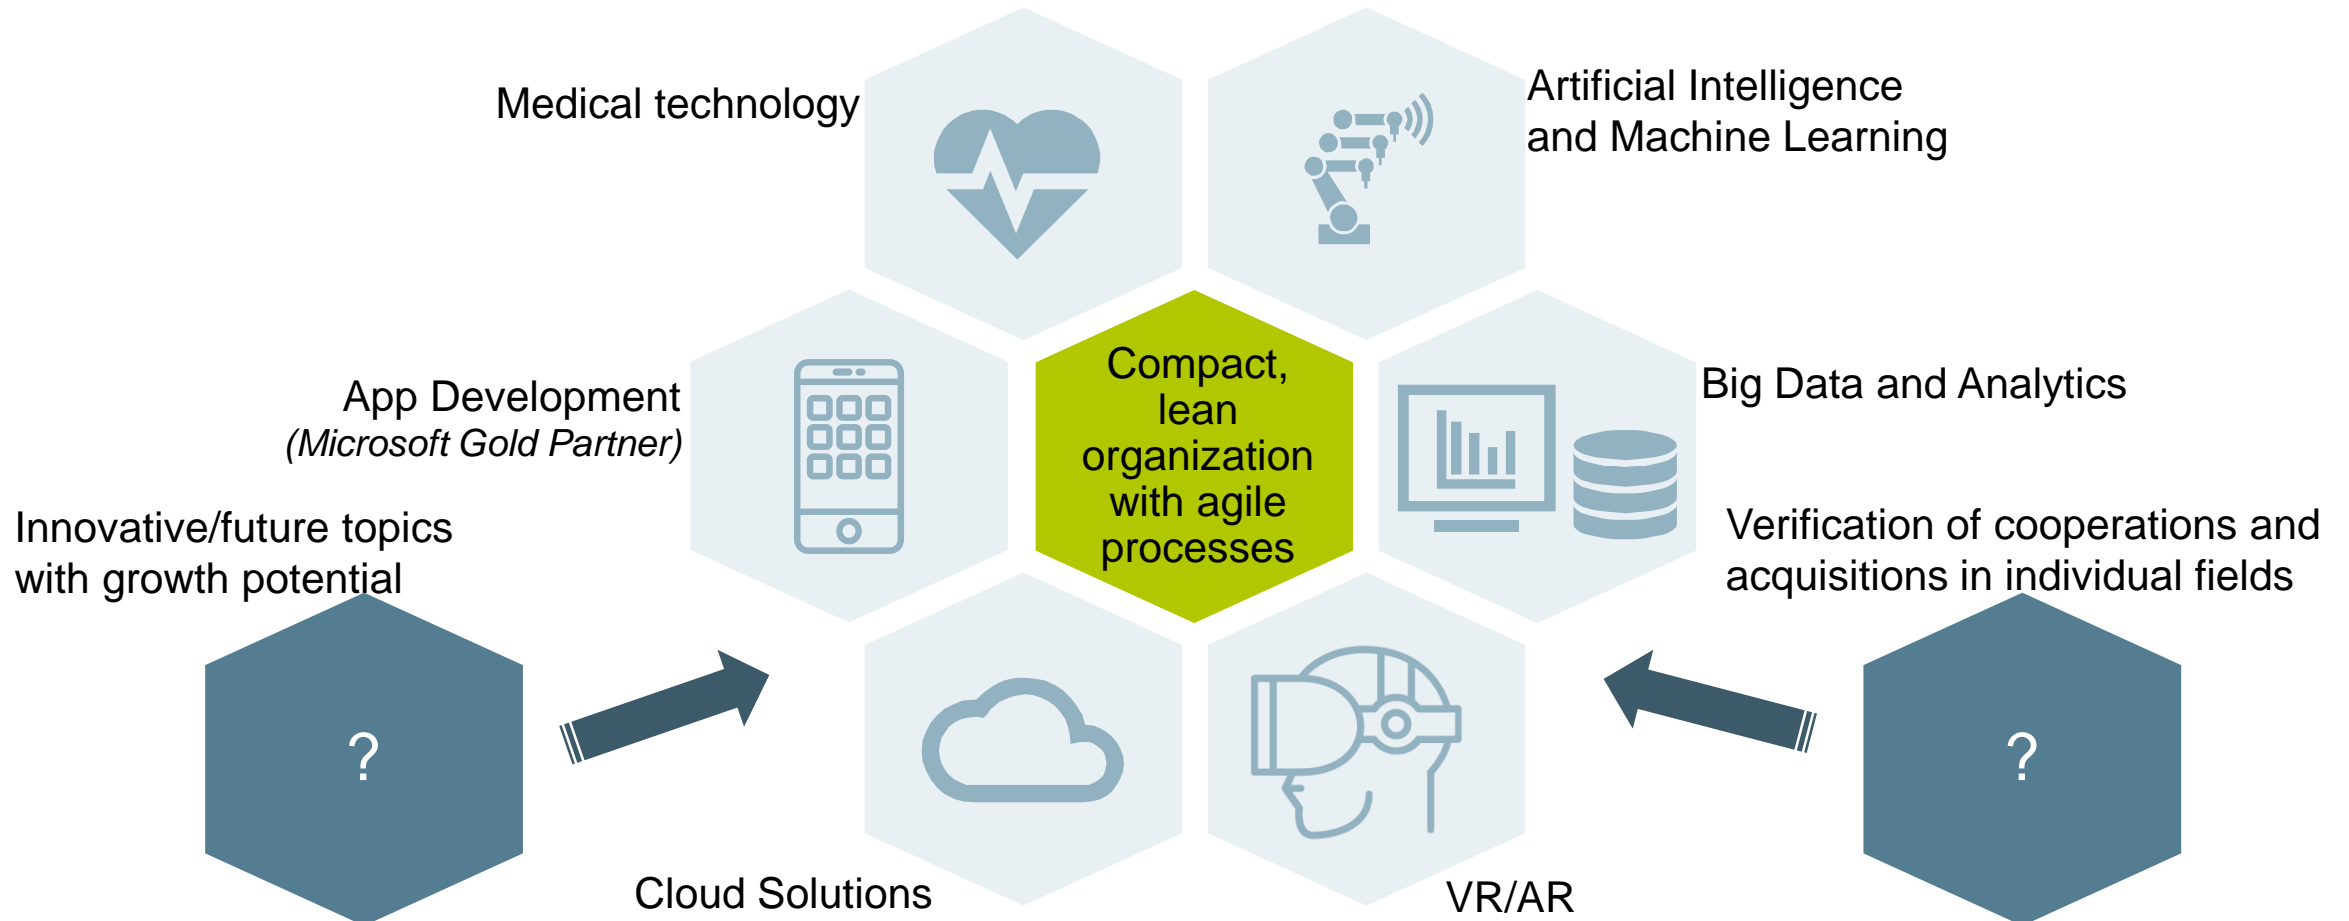 Medical technology
Artificial Intelligence
and Machine Learning
App Development
(Microsoft Gold Partner)
Compact,
lean
organization
with agile
processes
Big Data and Analytics
Innovative/future topics
with growth potential
Verification of cooperations and
acquisitions in individual fields
?
?
Cloud Solutions
VR/AR